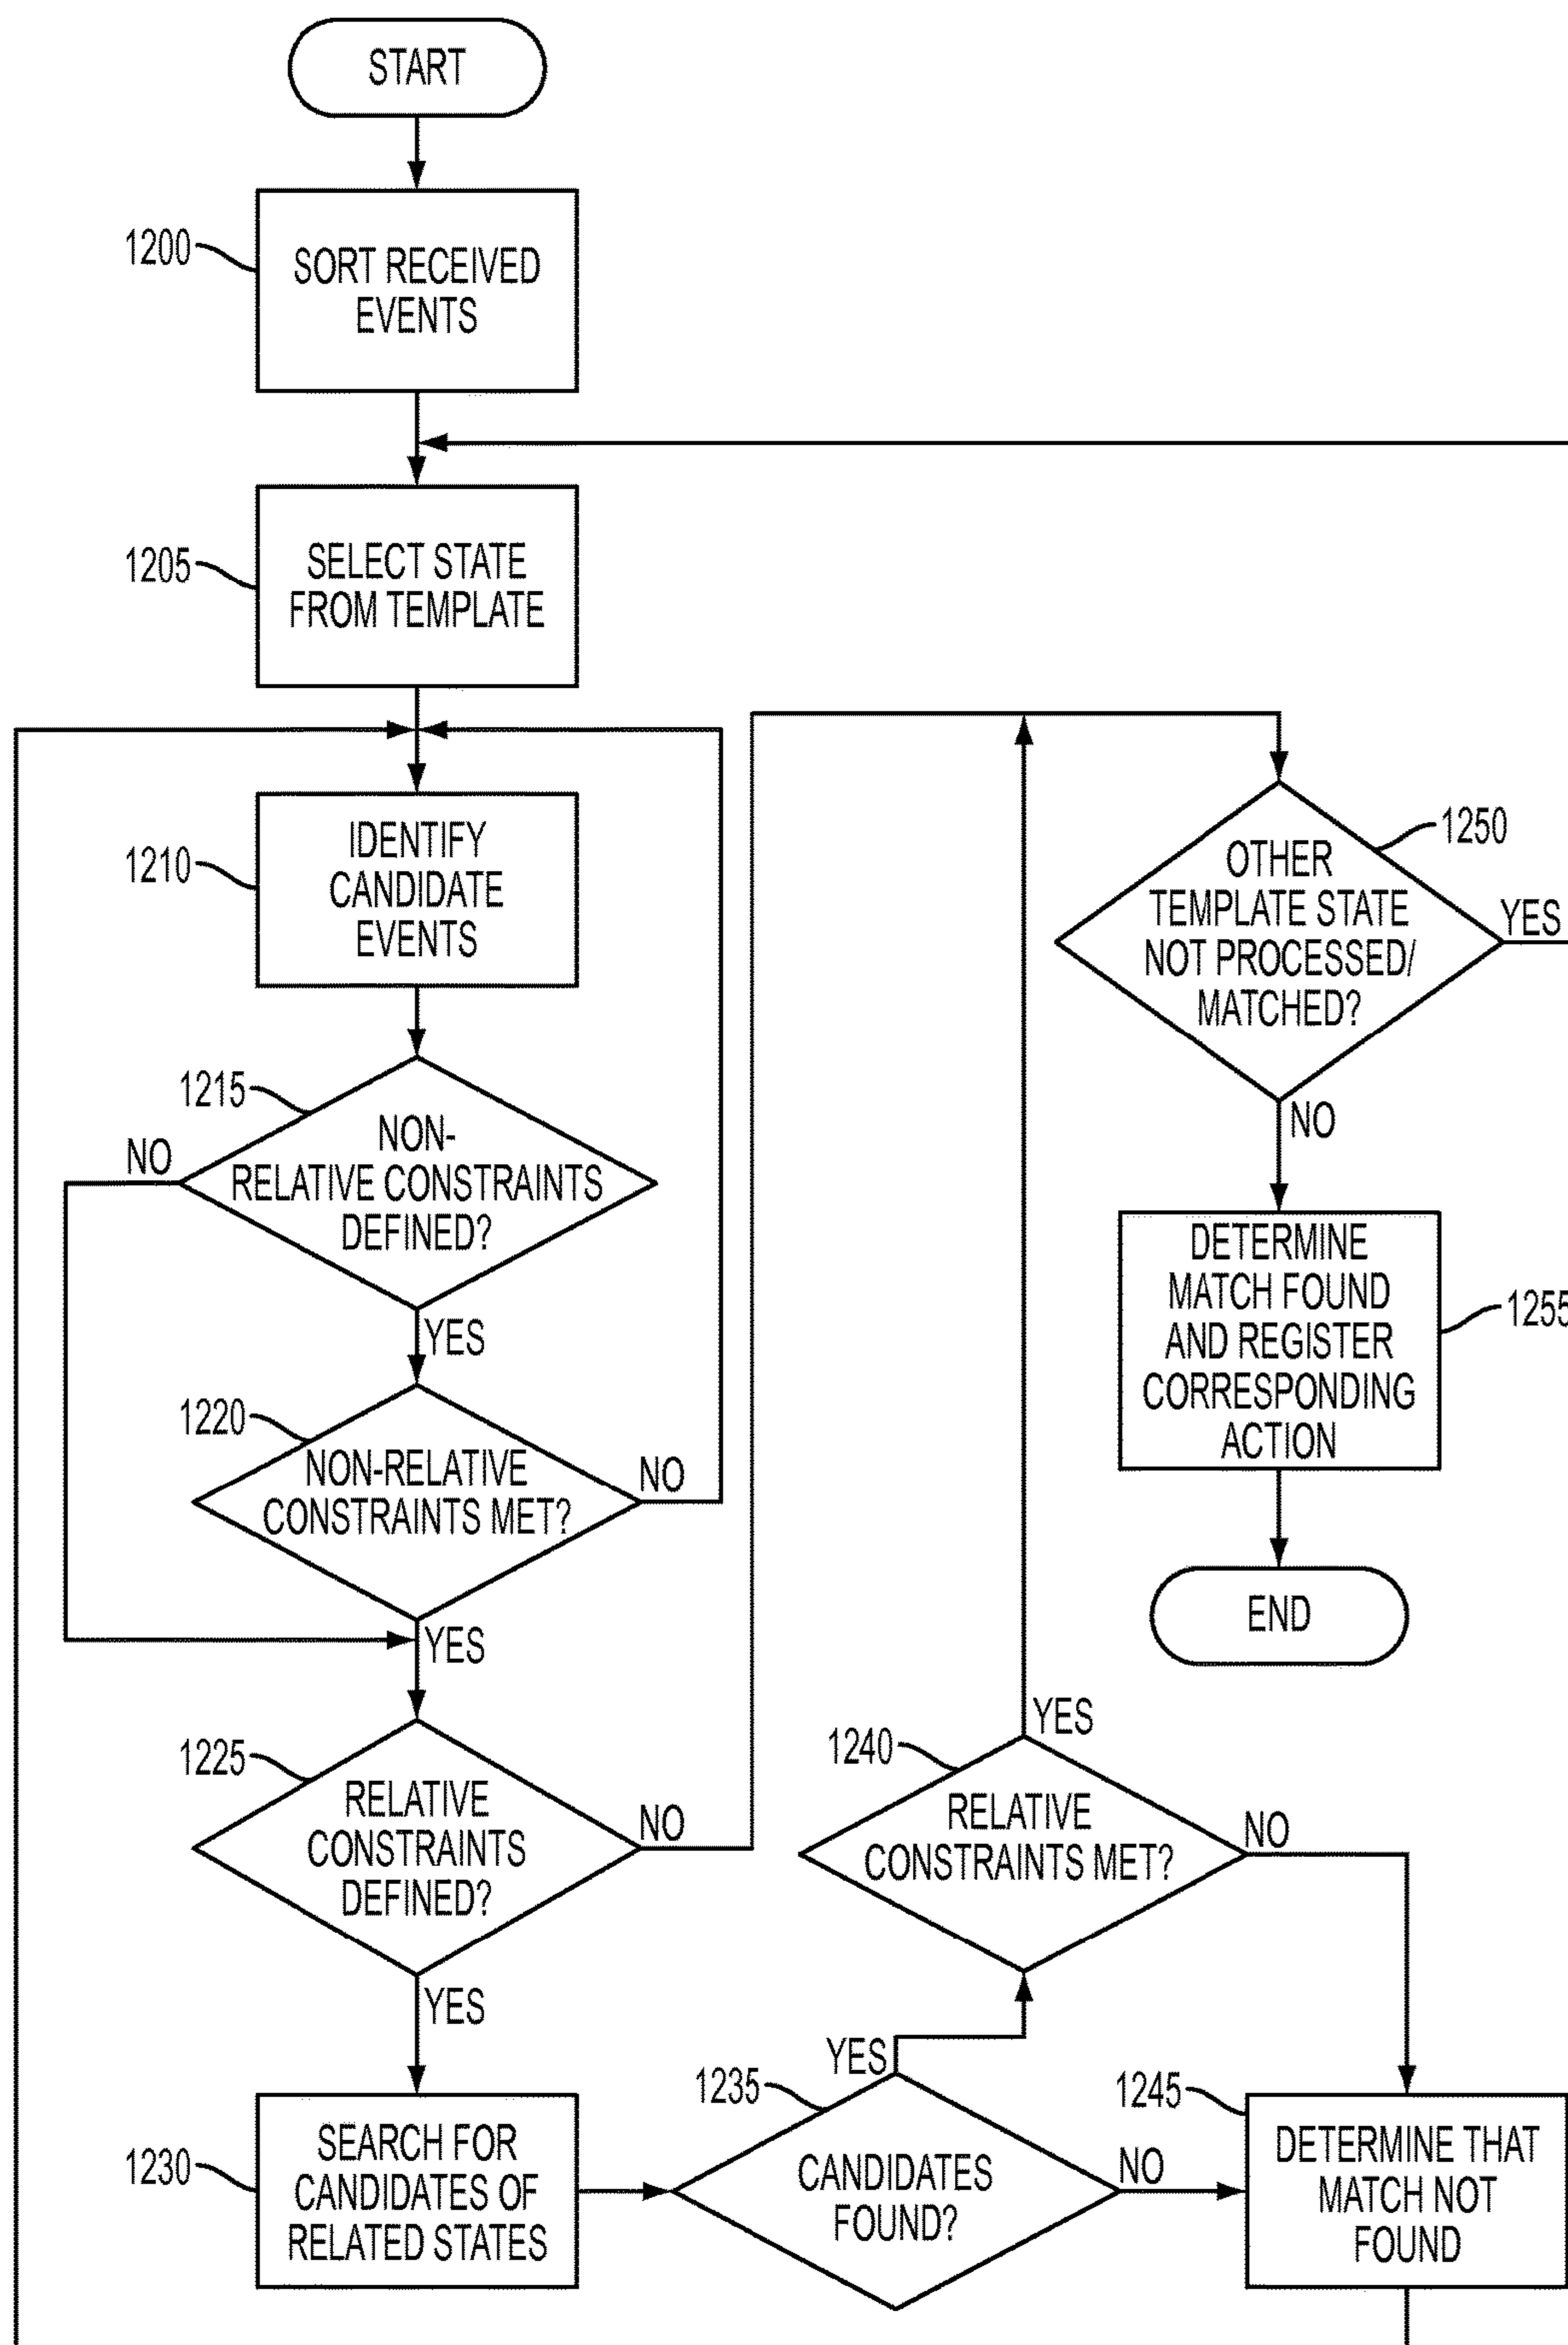 START
1200
SORT RECEIVED
EVENTS
1205
SELECT STATE
FROM TEMPLATE
1210
IDENTIFY
CANDIDATE
EVENTS
1215
NON-
RELATIVE CONSTRAINTS
DEFINED?
NO
YES
1220
NON-RELATIVE
CONSTRAINTS MET?
NO
YES
1225
RELATIVE
CONSTRAINTS
DEFINED?
NO
YES
1230
SEARCH FOR
CANDIDATES OF
RELATED STATES
1235
CANDIDATES
FOUND?
YES
NO
1240
RELATIVE
CONSTRAINTS MET?
YES
NO
1245
DETERMINE THAT
MATCH NOT
FOUND
1250
OTHER
TEMPLATE STATE
NOT PROCESSED/
MATCHED?
YES
NO
DETERMINE
MATCH FOUND
AND REGISTER
CORRESPONDING
ACTION
1255
END